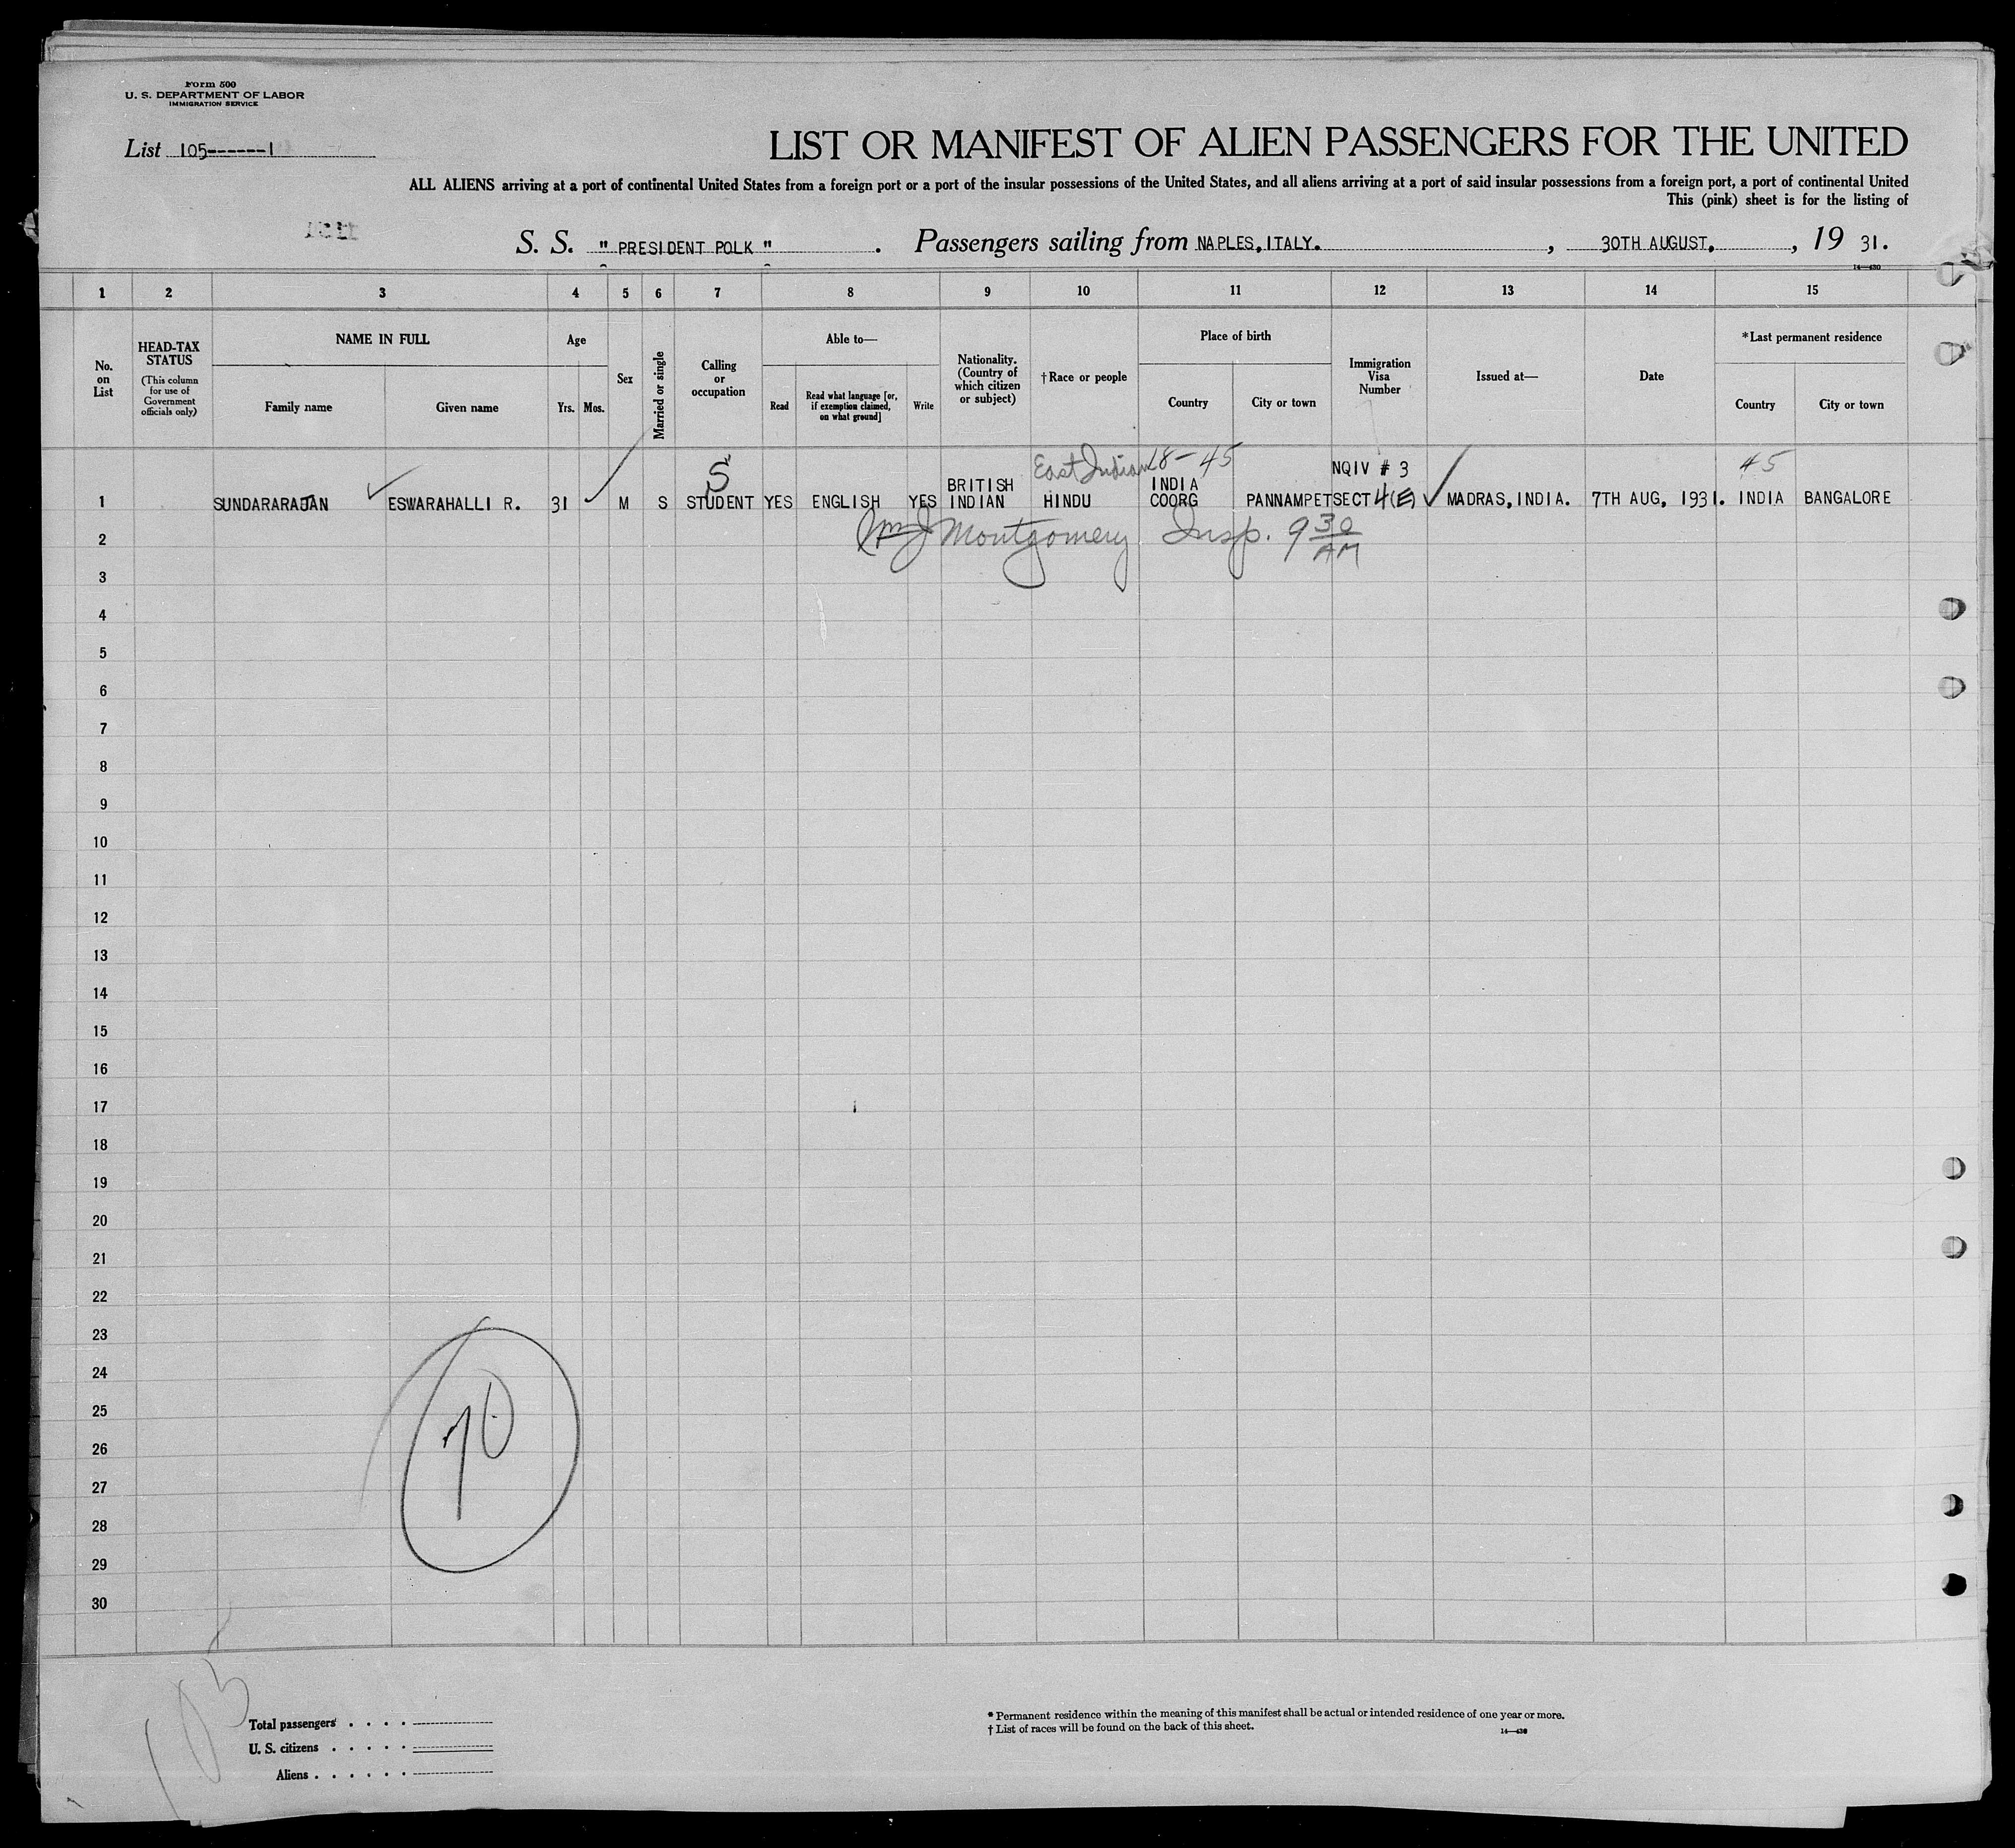 Form 500
U. S. DEPARTMENT OF LABOR
IMMIGRATION SERVICE
List 105------1
LIST OR MANIFEST OF ALIEN PASSENGERS FOR THE UNITED
ALL ALIENS arriving at a port of continental United States from a foreign port or a port of the insular possessions of the United States, and all aliens arriving at a port of said insular possessions from a foreign port, a port of continental United
This (pink) sheet is for the listing of
S. S. " PRESIDENT POLK " . Passengers sailing from NAPLES, ITALY. , 30TH AUGUST, , 19 31.
14—430
1 2 3 4 5 6 7 8 9 10 11 12 13 14 15
No. on List
HEAD-TAX STATUS
(This column for use of Government officials only)
NAME IN FULL
Family name
Given name
Age
Yrs. Mos.
Sex
Married or single
Calling or occupation
Able to—
Read
Read what language [or, if exemption claimed, on what ground]
Write
Nationality. (Country of which citizen or subject)
†Race or people
Place of birth
Country
City or town
Immigration Visa Number
Issued at—
Date
*Last permanent residence
Country
City or town
S East Indian 18-45 NQIV # 3 45
BRITISH INDIA
1 SUNDARARAJAN ESWARAHALLI R. 31 M S STUDENT YES ENGLISH YES INDIAN HINDU COORG PANNAMPET SECT 4(E) MADRAS, INDIA. 7TH AUG, 1931. INDIA BANGALORE
2 Wm J Montgomery Insp. 9 30 AM
3
4
5
6
7
8
9
10
11
12
13
14
15
16
17
18
19
20
21
22
23
24
25
26
27
28
29
30
70
105
Total passengers . . . .
U. S. citizens . . . . .
Aliens . . . . . .
* Permanent residence within the meaning of this manifest shall be actual or intended residence of one year or more.
† List of races will be found on the back of this sheet.
14—430